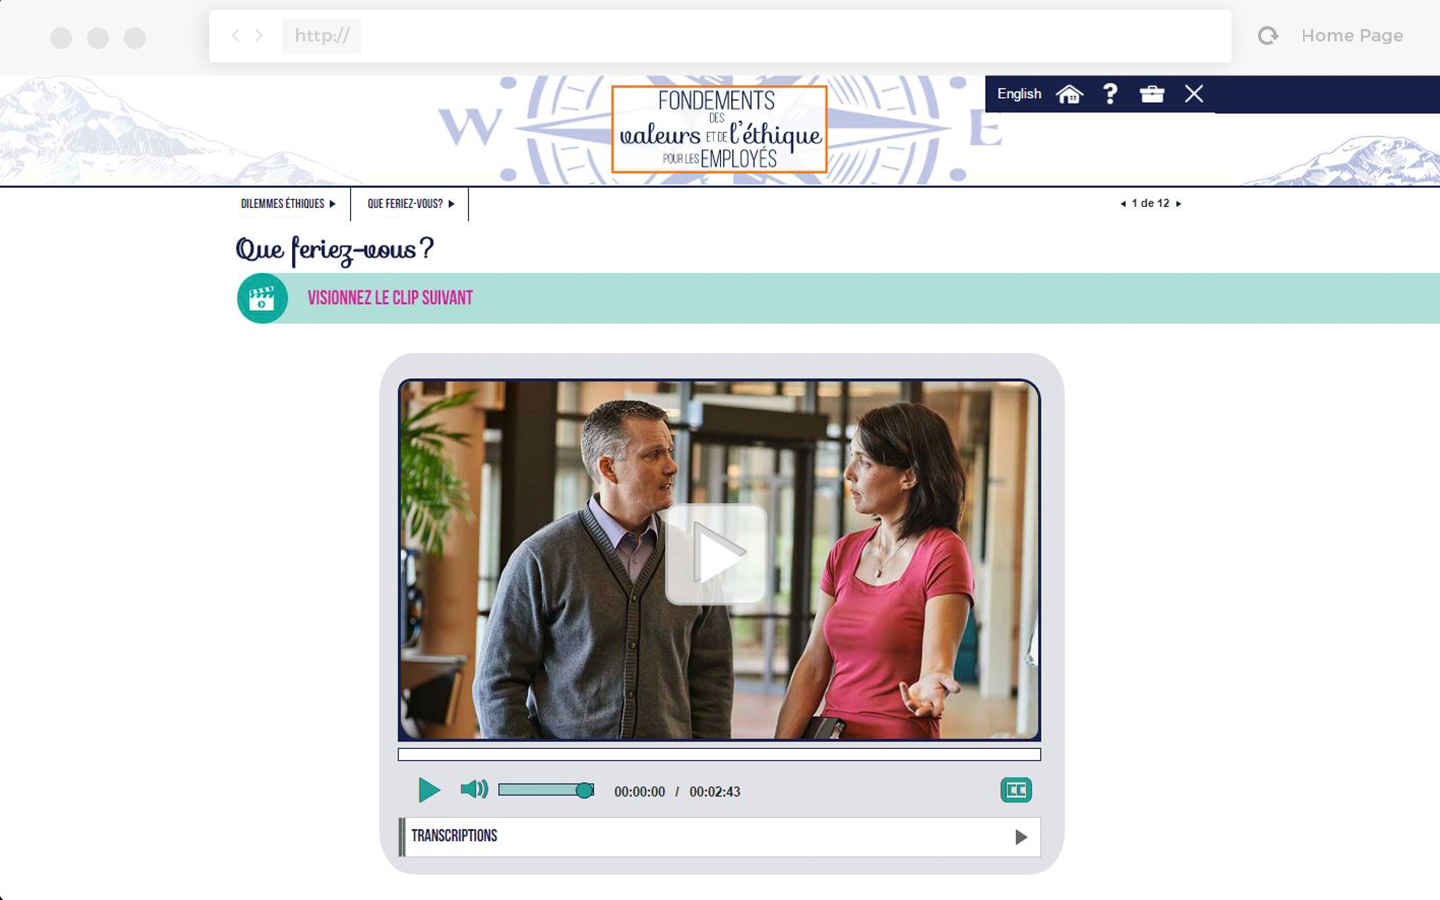 http://
Home Page
W
E
FONDEMENTS
DES
valeurs ET DE l'éthique
POUR LES EMPLOYÉS
English
?
DILEMMES ÉTHIQUES
QUE FERIEZ-VOUS?
1 de 12
Que feriez-vous?
VISIONNEZ LE CLIP SUIVANT
00:00:00 / 00:02:43
CC
TRANSCRIPTIONS